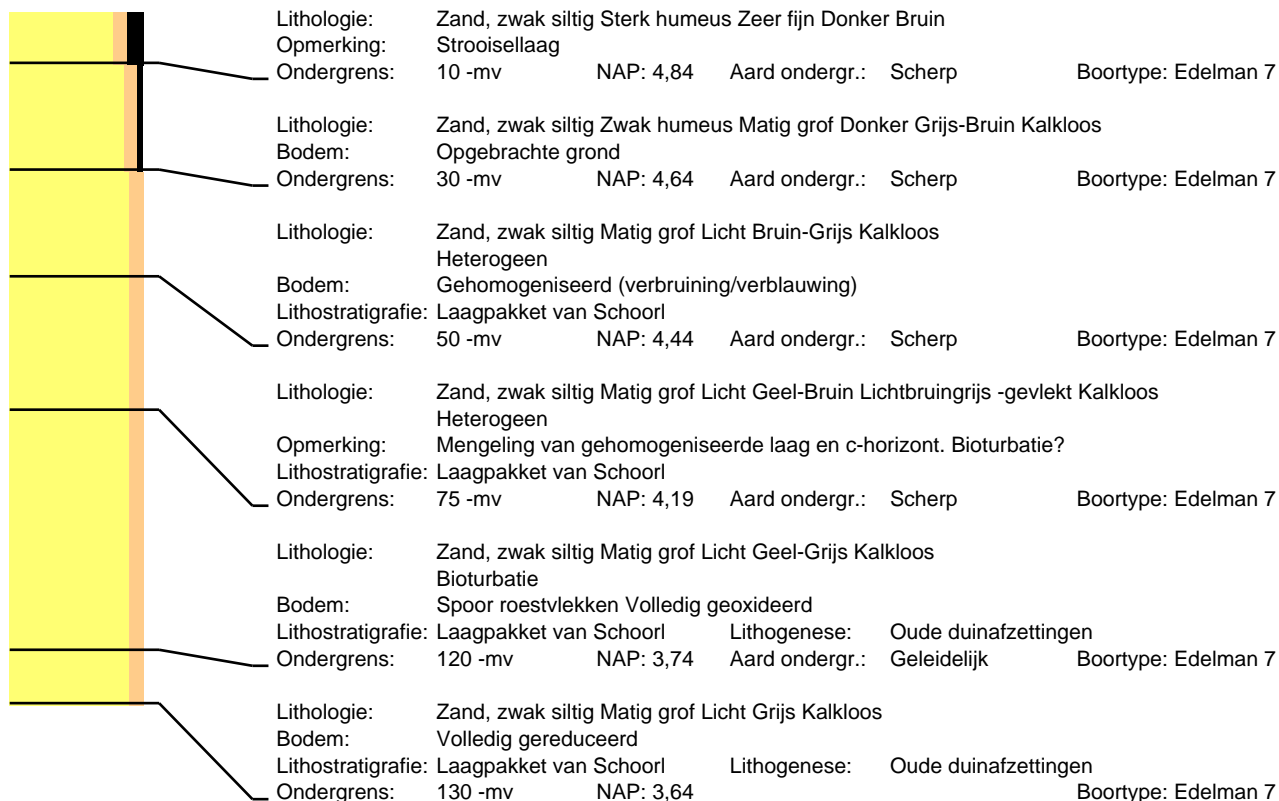 Lithologie: Zand, zwak siltig Sterk humeus Zeer fijn Donker Bruin
Opmerking: Strooisellaag
Ondergrens: 10 -mv NAP: 4,84 Aard ondergr.: Scherp Boortype: Edelman 7
Lithologie: Zand, zwak siltig Zwak humeus Matig grof Donker Grijs-Bruin Kalkloos
Bodem: Opgebrachte grond
Ondergrens: 30 -mv NAP: 4,64 Aard ondergr.: Scherp Boortype: Edelman 7
Lithologie: Zand, zwak siltig Matig grof Licht Bruin-Grijs Kalkloos
Heterogeen
Bodem: Gehomogeniseerd (verbruining/verblauwing)
Lithostratigrafie: Laagpakket van Schoorl
Ondergrens: 50 -mv NAP: 4,44 Aard ondergr.: Scherp Boortype: Edelman 7
Lithologie: Zand, zwak siltig Matig grof Licht Geel-Bruin Lichtbruingrijs -gevlekt Kalkloos
Heterogeen
Opmerking: Mengeling van gehomogeniseerde laag en c-horizont. Bioturbatie?
Lithostratigrafie: Laagpakket van Schoorl
Ondergrens: 75 -mv NAP: 4,19 Aard ondergr.: Scherp Boortype: Edelman 7
Lithologie: Zand, zwak siltig Matig grof Licht Geel-Grijs Kalkloos
Bioturbatie
Bodem: Spoor roestvlekken Volledig geoxideerd
Lithostratigrafie: Laagpakket van Schoorl Lithogenese: Oude duinafzettingen
Ondergrens: 120 -mv NAP: 3,74 Aard ondergr.: Geleidelijk Boortype: Edelman 7
Lithologie: Zand, zwak siltig Matig grof Licht Grijs Kalkloos
Bodem: Volledig gereduceerd
Lithostratigrafie: Laagpakket van Schoorl Lithogenese: Oude duinafzettingen
Ondergrens: 130 -mv NAP: 3,64 Boortype: Edelman 7